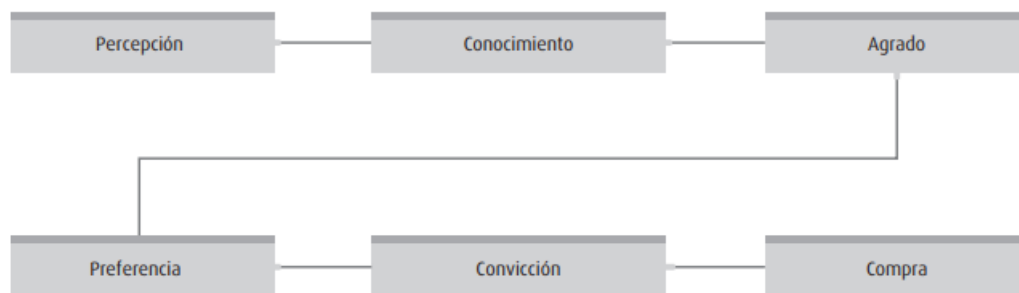 Percepción
Conocimiento
Agrado
Preferencia
Convicción
Compra